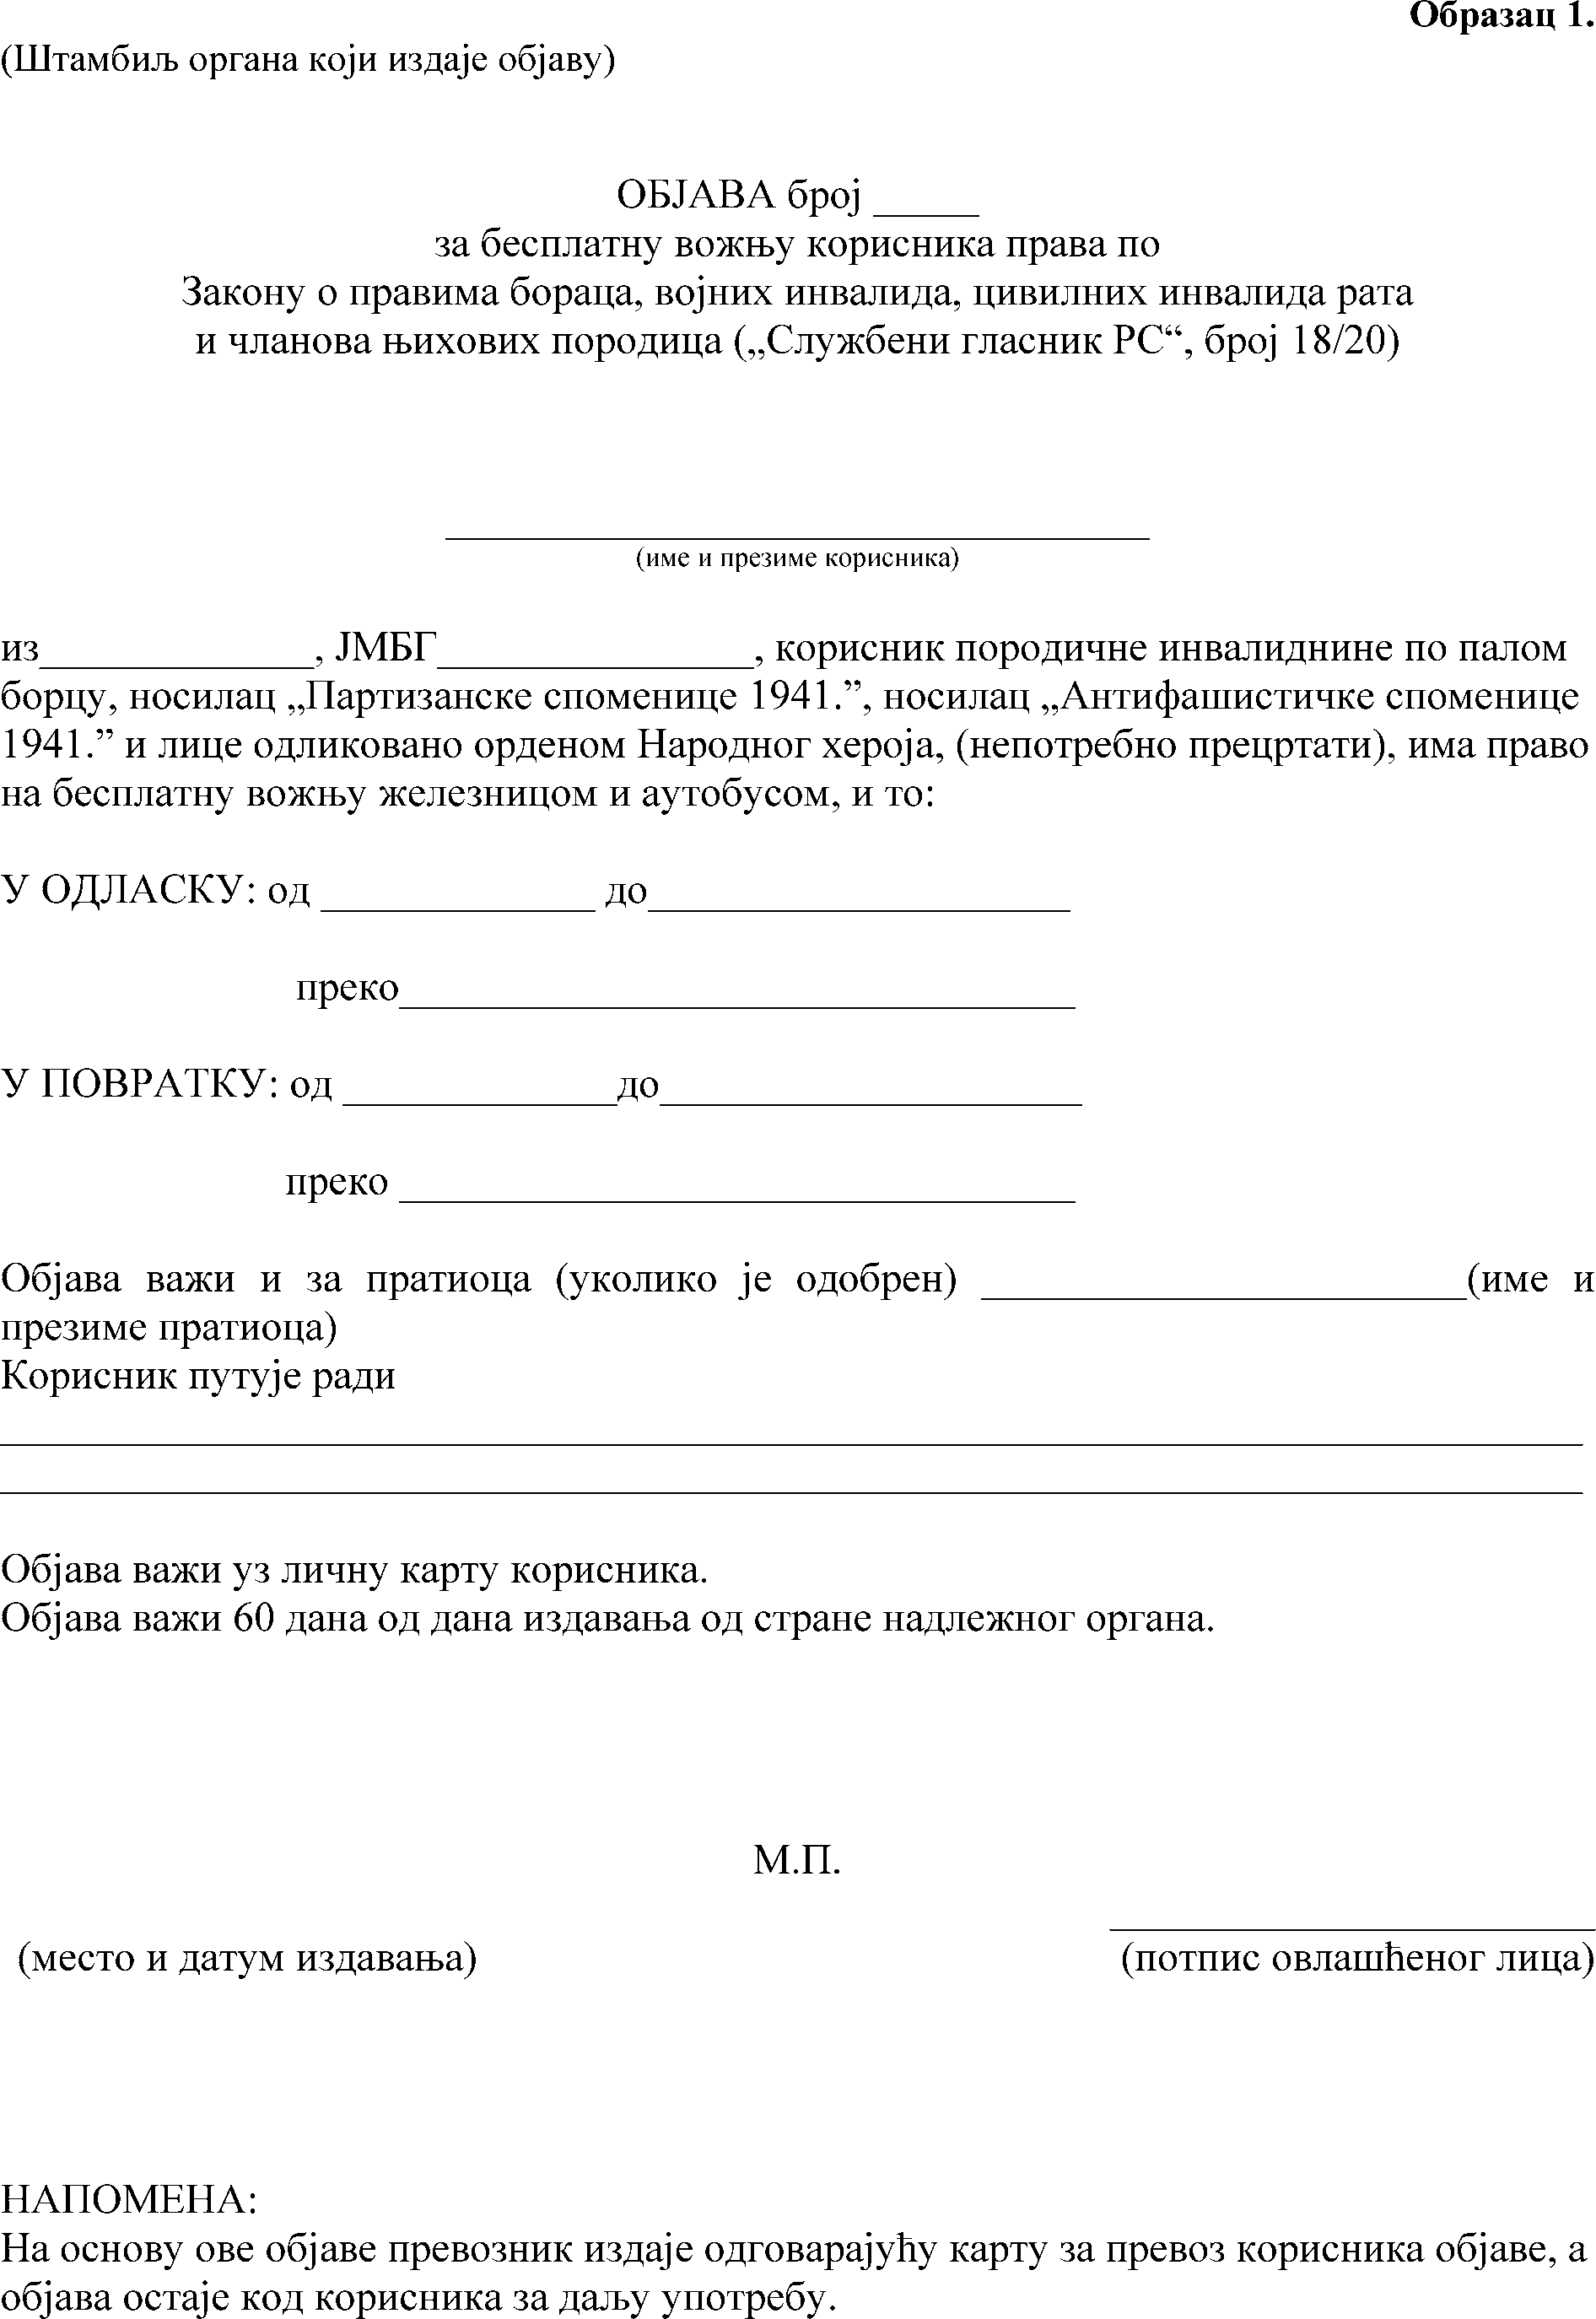 Образац 1.
(Штамбиљ органа који издаје објаву)
ОБЈАВА број _____
за бесплатну вожњу корисника права по
Закону о правима бораца, војних инвалида, цивилних инвалида рата
и чланова њихових породица („Службени гласник РС“, број 18/20)
(име и презиме корисника)
из_____________, ЈМБГ_______________, корисник породичне инвалиднине по палом
борцу, носилац „Партизанске споменице 1941.”, носилац „Антифашистичке споменице
1941.” и лице одликовано орденом Народног хероја, (непотребно прецртати), има право
на бесплатну вожњу железницом и аутобусом, и то:
У ОДЛАСКУ: од _____________ до____________________
преко________________________________
У ПОВРАТКУ: од _____________до____________________
преко ________________________________
Објава важи и за пратиоца (уколико је одобрен) _______________________(име и
презиме пратиоца)
Корисник путује ради
Објава важи уз личну карту корисника.
Објава важи 60 дана од дана издавања од стране надлежног органа.
М.П.
(место и датум издавања) (потпис овлашћеног лица)
НАПОМЕНА:
На основу ове објаве превозник издаје одговарајућу карту за превоз корисника објаве, а
објава остаје код корисника за даљу употребу.